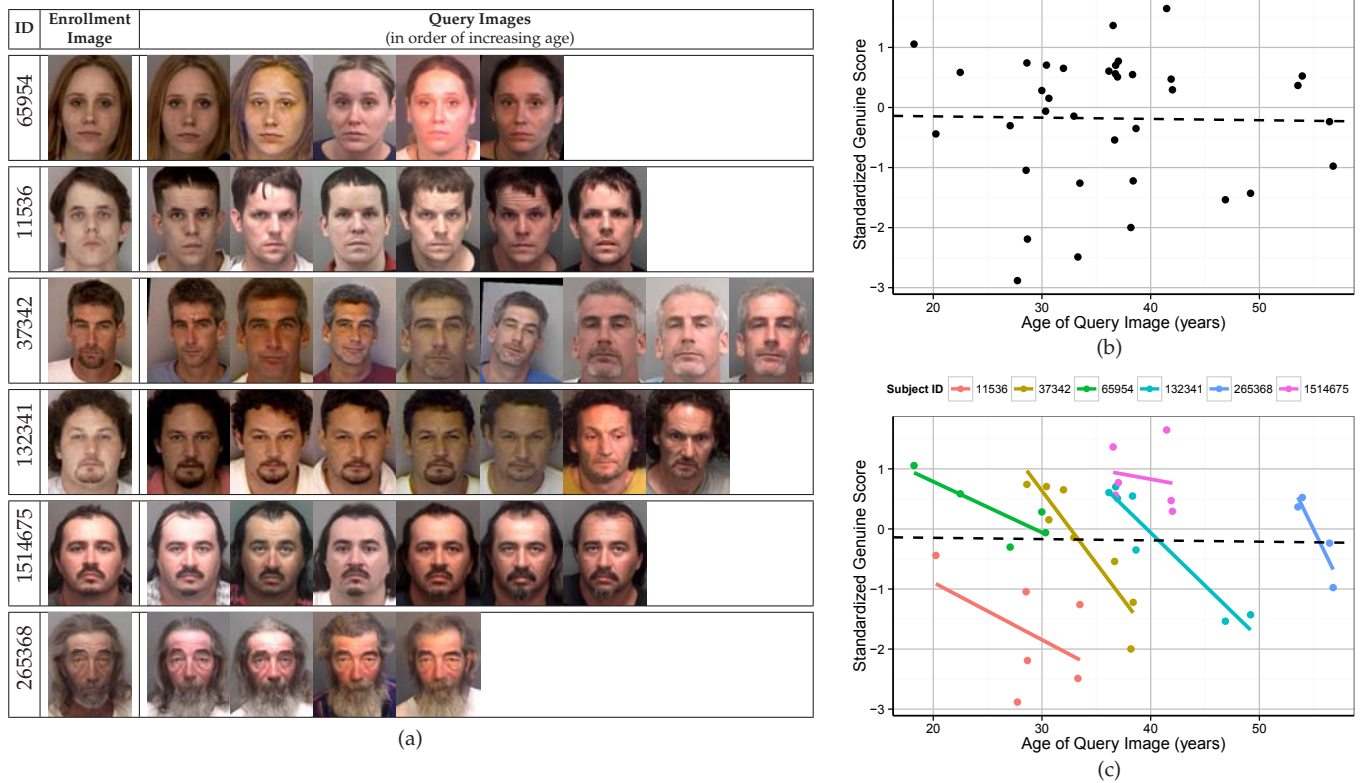 ID Enrollment Image Query Images
(in order of increasing age)
65954
11536
37342
132341
1514675
265368
(a)
Standardized Genuine Score
1
0
−1
−2
−3
20 30 40 50
Age of Query Image (years)
(b)
Subject ID 11536 37342 65954 132341 265368 1514675
Standardized Genuine Score
1
0
−1
−2
−3
20 30 40 50
Age of Query Image (years)
(c)